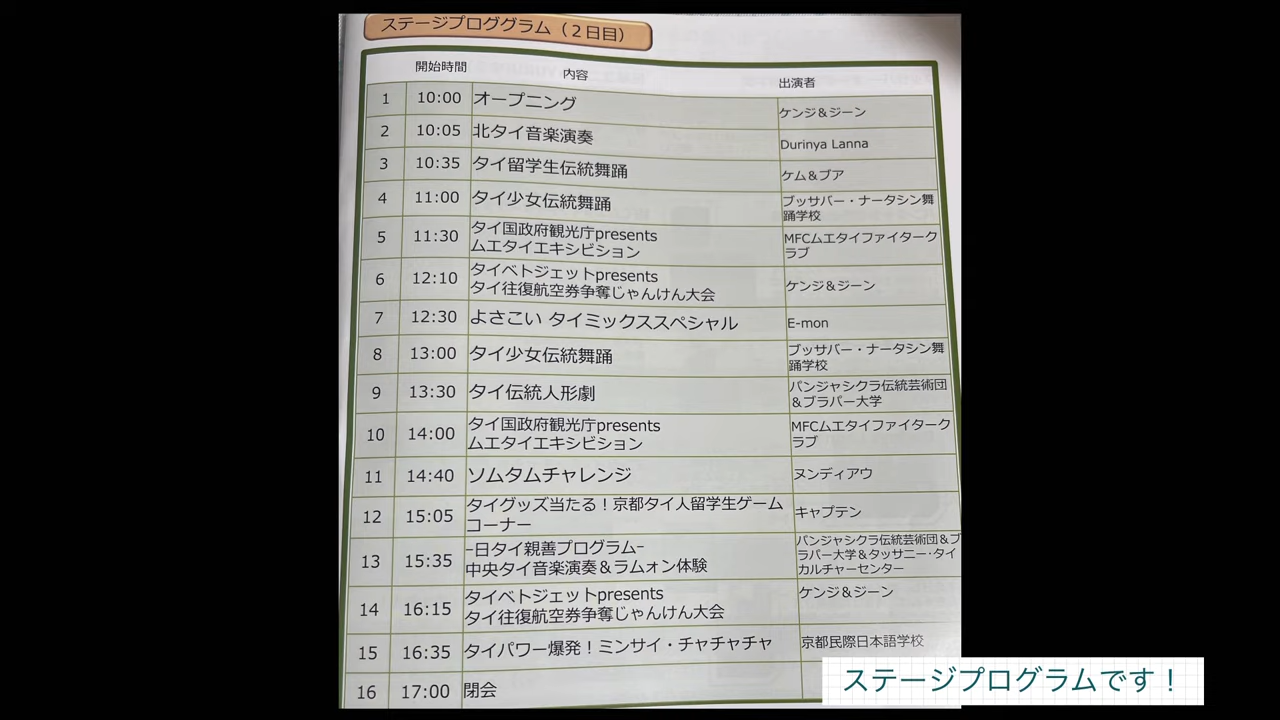 ステージプロググラム（２日目）
開始時間 内容 出演者
1 10:00 オープニング ケンジ＆ジーン
2 10:05 北タイ音楽演奏 Durinya Lanna
3 10:35 タイ留学生伝統舞踊 ケム＆ブア
4 11:00 タイ少女伝統舞踊 ブッサバー・ナータシン舞
踊学校
5 11:30 タイ国政府観光庁presents
ムエタイエキシビション
MFCムエタイファイターク
ラブ
6 12:10 タイベトジェットpresents
タイ往復航空券争奪じゃんけん大会
ケンジ＆ジーン
7 12:30 よさこい タイミックススペシャル E-mon
8 13:00 タイ少女伝統舞踊 ブッサバー・ナータシン舞
踊学校
9 13:30 タイ伝統人形劇 バンジャシクラ伝統芸術団
＆ブラパー大学
10 14:00 タイ国政府観光庁presents
ムエタイエキシビション
MFCムエタイファイターク
ラブ
11 14:40 ソムタムチャレンジ ヌンディアウ
12 15:05 タイグッズ当たる！京都タイ人留学生ゲーム
コーナー
キャプテン
13 15:35 −日タイ親善プログラム−
中央タイ音楽演奏＆ラムォン体験
バンジャシクラ伝統芸術団＆ブ
ラパー大学＆タッサニー･タイ
カルチャーセンター
14 16:15 タイベトジェットpresents
タイ往復航空券争奪じゃんけん大会
ケンジ＆ジーン
15 16:35 タイパワー爆発！ミンサイ・チャチャチャ 京都民際日本語学校
16 17:00 閉会
ステージプログラムです！